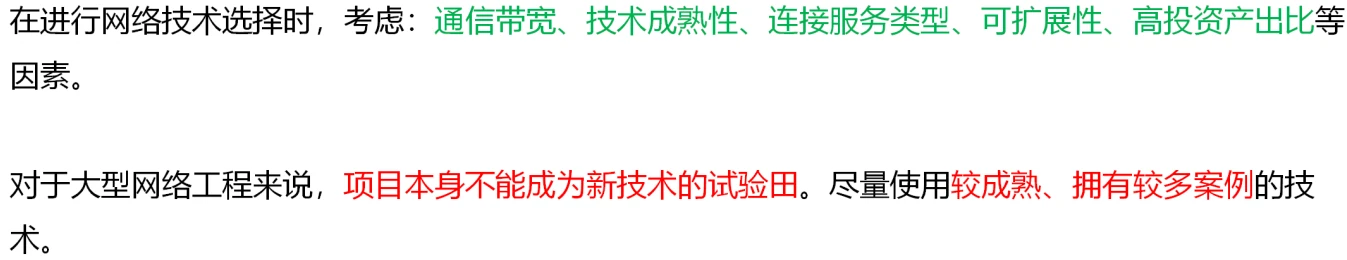 在进行网络技术选择时，考虑：通信带宽、技术成熟性、连接服务类型、可扩展性、高投资产出比等
因素。
对于大型网络工程来说，项目本身不能成为新技术的试验田。尽量使用较成熟、拥有较多案例的技
术。